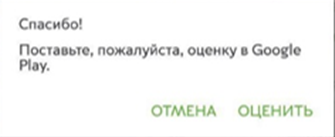 Спасибо!
Поставьте, пожалуйста, оценку в Google
Play.
ОТМЕНА ОЦЕНИТЬ